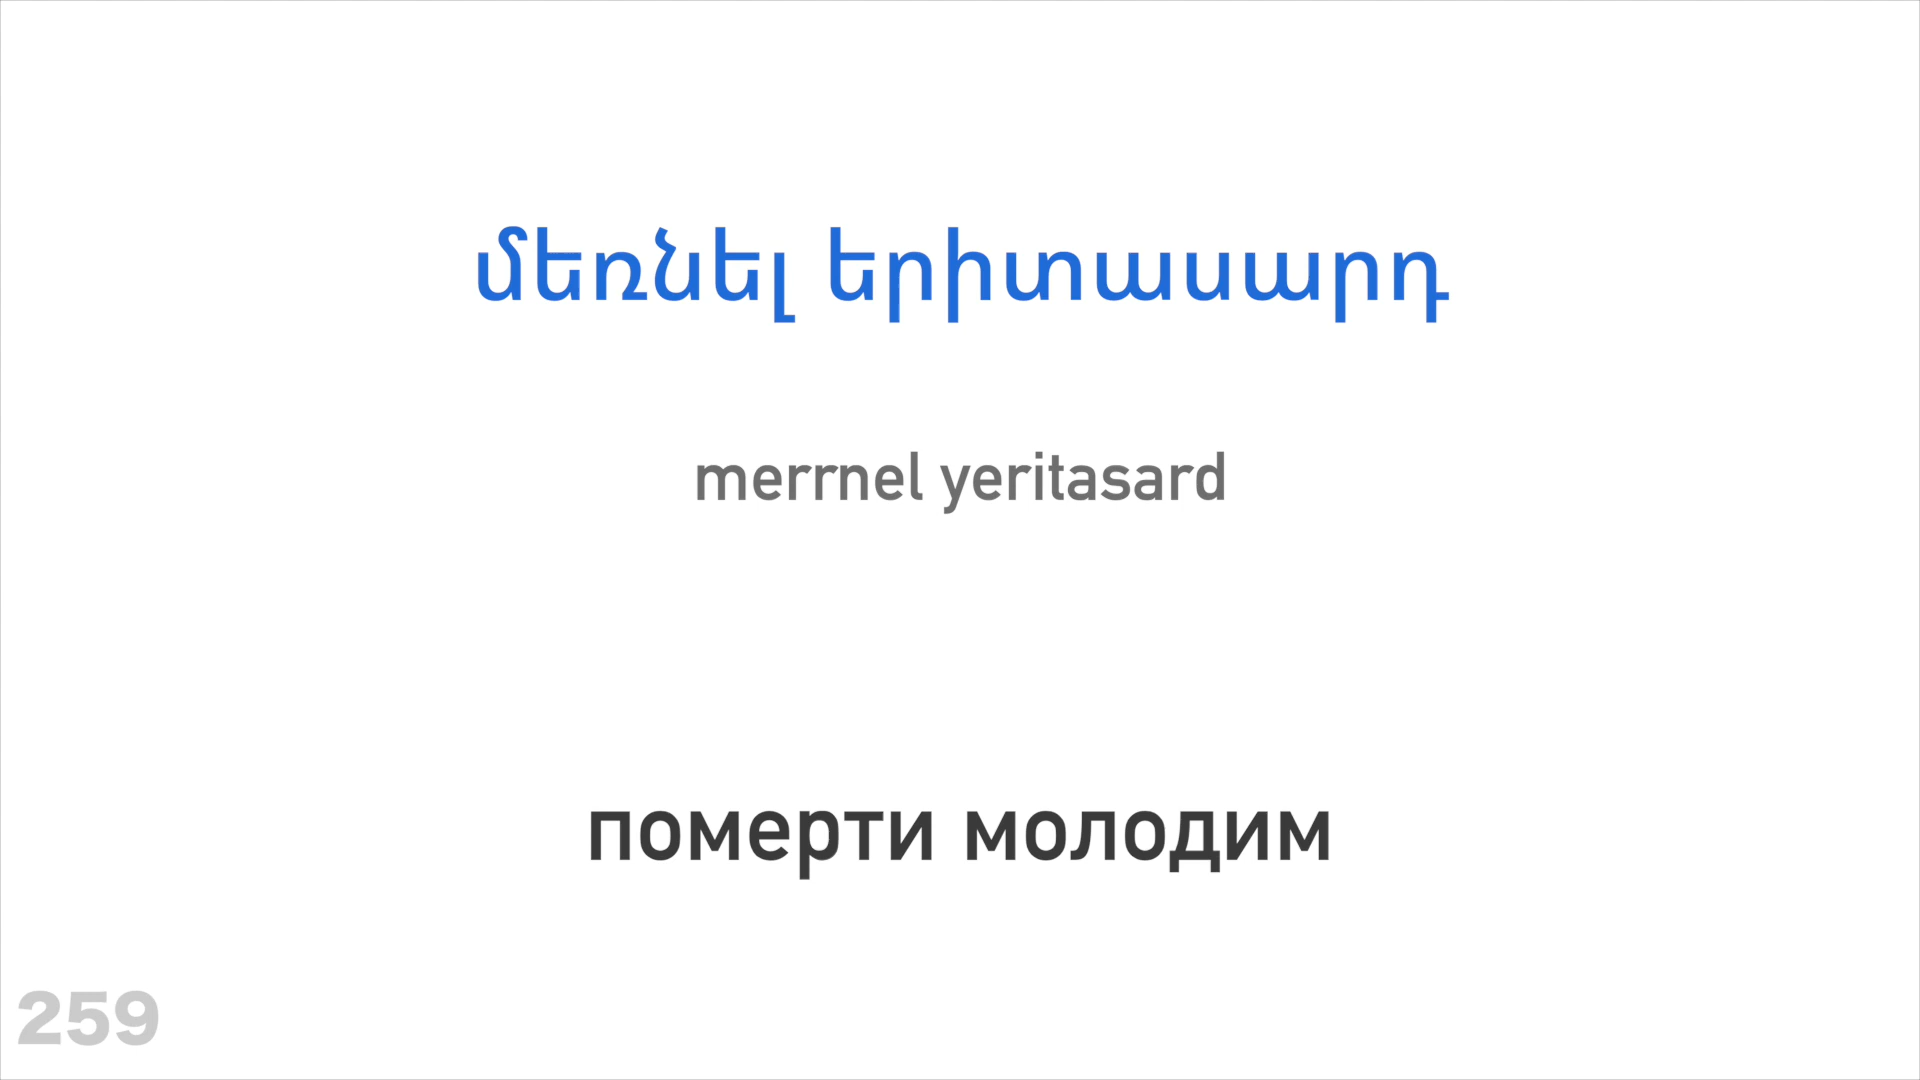 մեռնել երիտասարդ
merrnel yeritasard
померти молодим
259